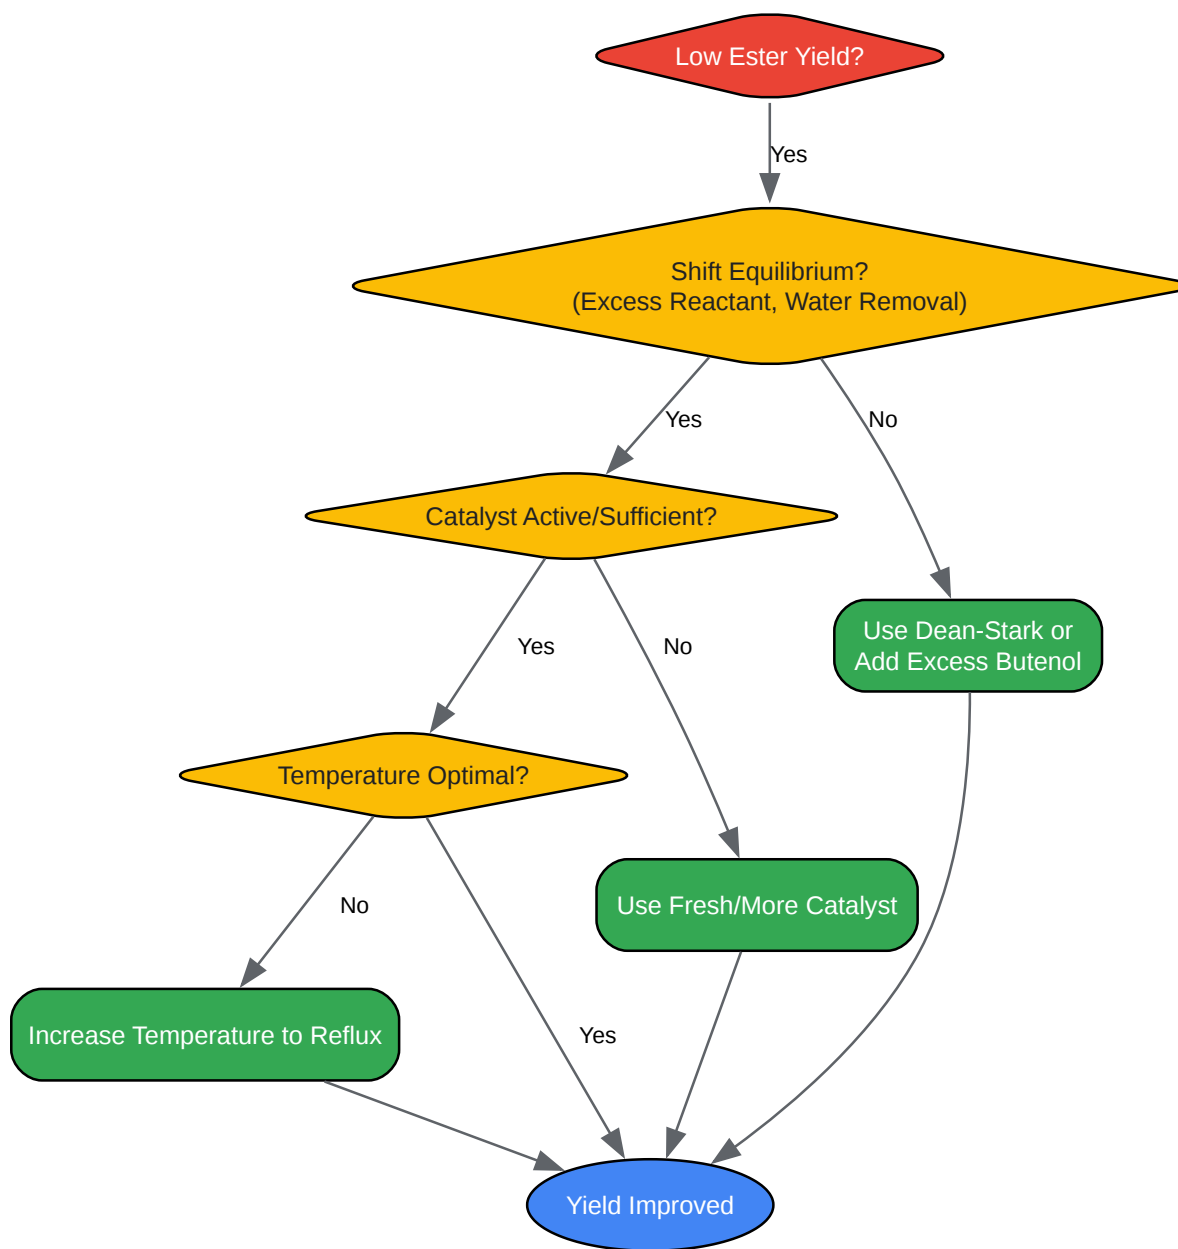 Low Ester Yield?
Yes
Shift Equilibrium?
(Excess Reactant, Water Removal)
Yes
No
Catalyst Active/Sufficient?
Yes
No
Use Dean-Stark or
Add Excess Butenol
Temperature Optimal?
No
Use Fresh/More Catalyst
Increase Temperature to Reflux
Yes
Yield Improved